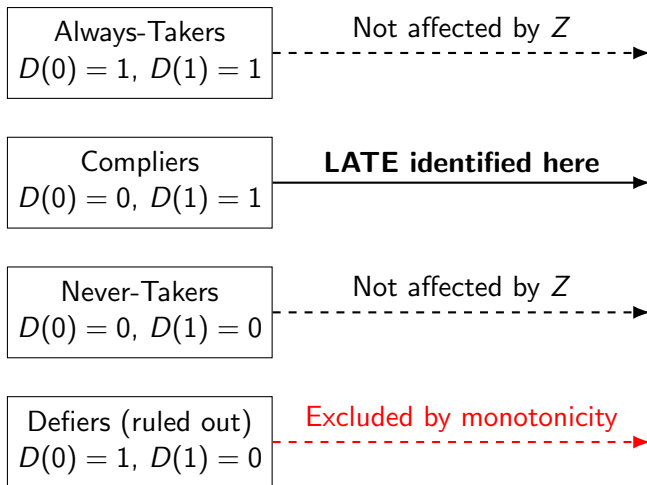 Always-Takers
D(0) = 1, D(1) = 1
Not affected by Z
Compliers
D(0) = 0, D(1) = 1
LATE identified here
Never-Takers
D(0) = 0, D(1) = 0
Not affected by Z
Defiers (ruled out)
D(0) = 1, D(1) = 0
Excluded by monotonicity